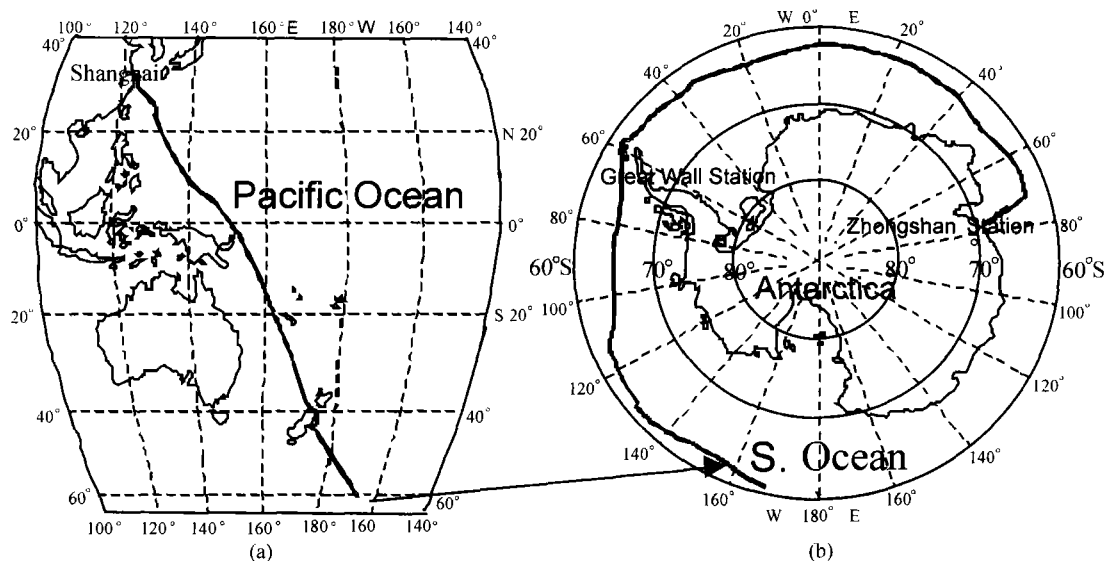 100° 120° 140° 160° E 180° W 160° 140°
40° 40°
Shanghai
20° N
Pacific Ocean
0° 0°
20° S 20°
40° 40°
60° 60°
100° 120° 140° 160° 180° 160° 140°
(a)
W 0° E
20° 20°
40° 40°
60° 60°
Great Wall Station
80° Zhongshan Station 80°
60°S 70° 80° 80° 70° 60°S
Antarctica
100° 100°
120° 120°
140° S. Ocean 140°
160° 160°
W 180° E
(b)